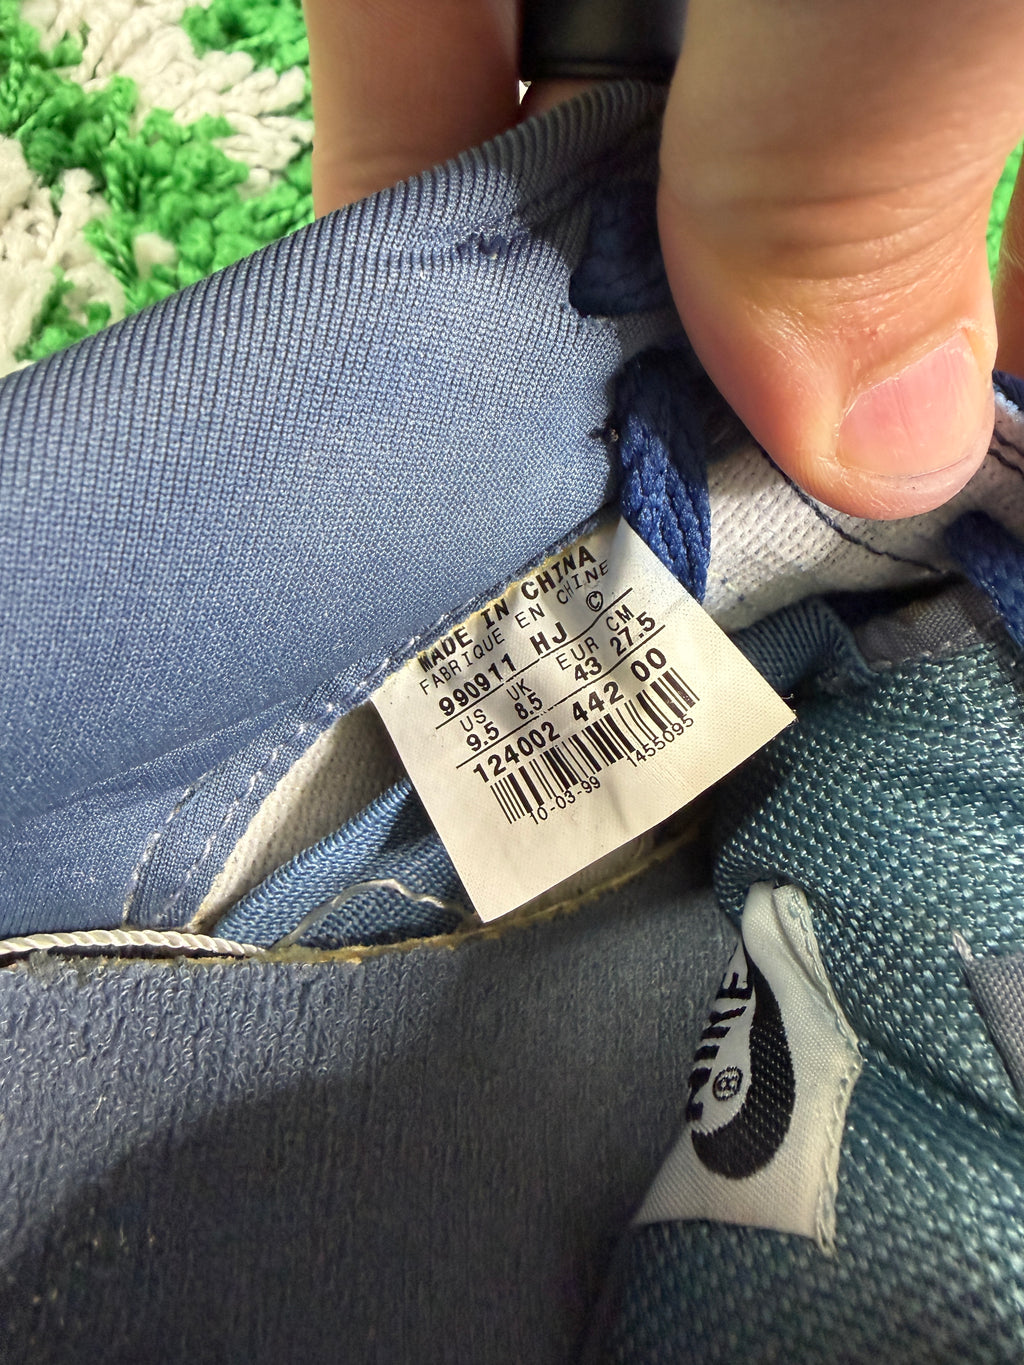 MADE IN CHINA
FABRIQUE EN CHINE
990911 HJ ©
US UK EUR CM
9.5 8.5 43 27.5
124002 442 00
10-03-99 1455695
NIKE ®